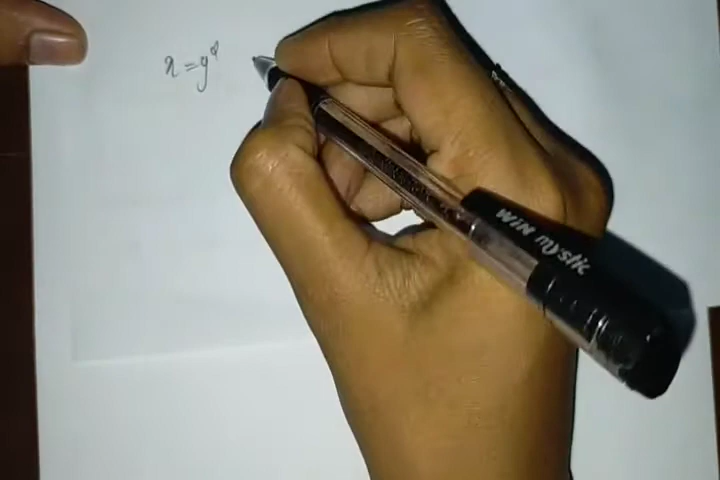 x = y^φ
WIN mystic